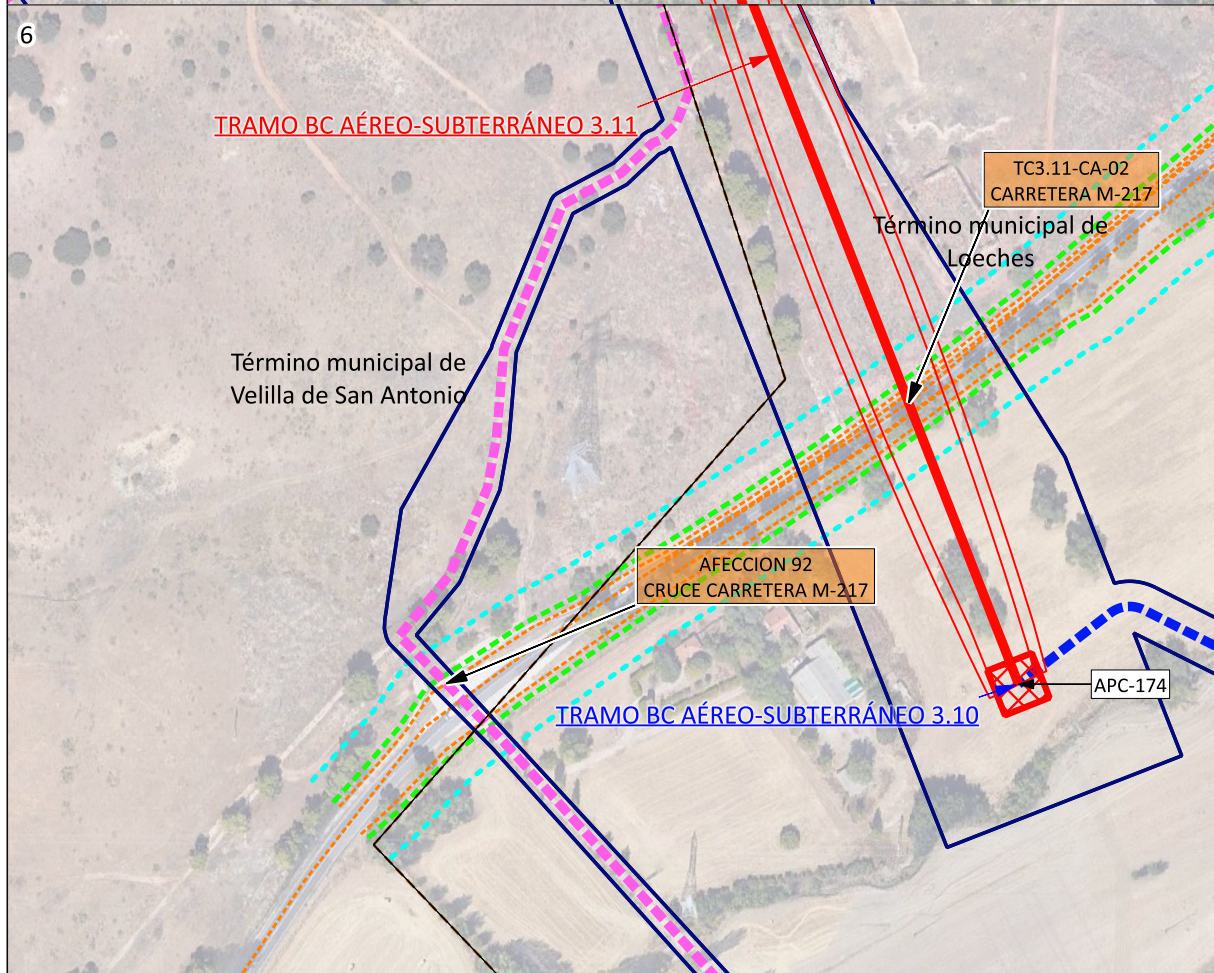 6
TRAMO BC AÉREO-SUBTERRÁNEO 3.11
TC3.11-CA-02
CARRETERA M-217
Término municipal de
Loeches
Término municipal de
Velilla de San Antonio
AFECCION 92
CRUCE CARRETERA M-217
APC-174
TRAMO BC AÉREO-SUBTERRÁNEO 3.10